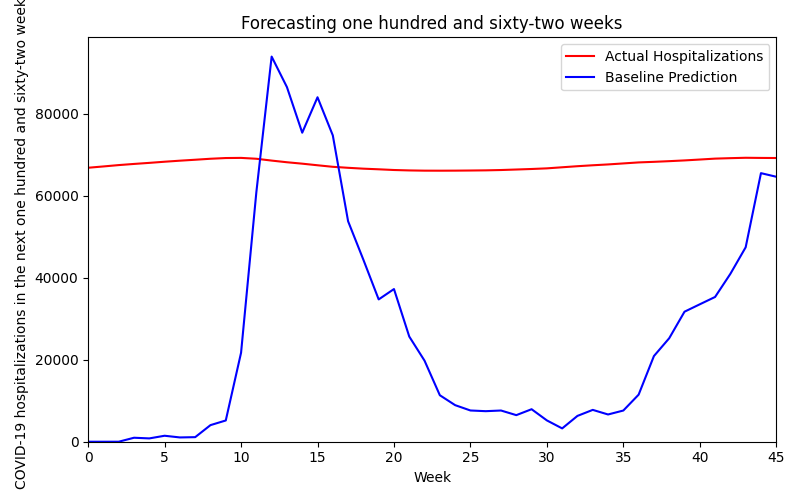 Forecasting one hundred and sixty-two weeks
COVID-19 hospitalizations in the next one hundred and sixty-two week
Actual Hospitalizations
Baseline Prediction
80000
60000
40000
20000
0
0 5 10 15 20 25 30 35 40 45
Week